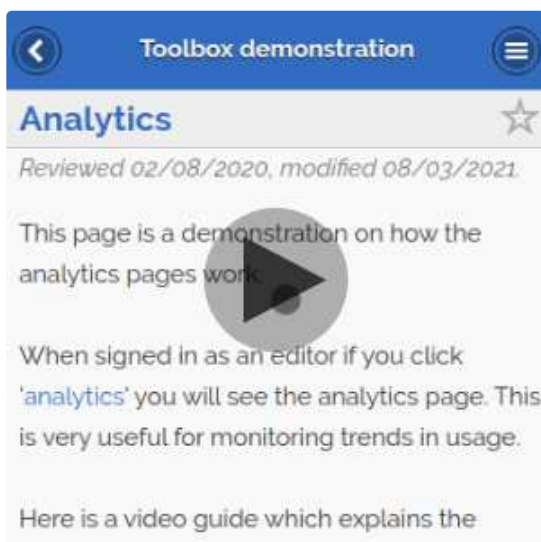 Toolbox demonstration
Analytics
Reviewed 02/08/2020, modified 08/03/2021.
This page is a demonstration on how the
analytics pages work.
When signed in as an editor if you click
'analytics' you will see the analytics page. This
is very useful for monitoring trends in usage.
Here is a video guide which explains the